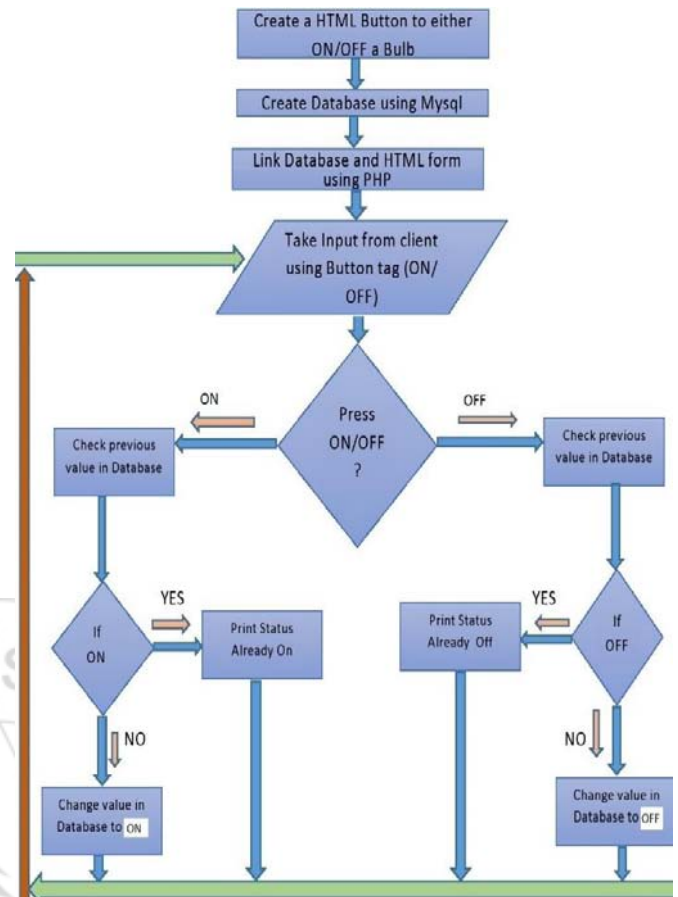 Create a HTML Button to either
ON/OFF a Bulb
Create Database using Mysql
Link Database and HTML form
using PHP
Take Input from client
using Button tag (ON/
OFF)
Press
ON/OFF
?
ON
OFF
Check previous
value in Database
Check previous
value in Database
If
ON
YES
Print Status
Already On
NO
Change value in
Database to ON
If
OFF
YES
Print Status
Already Off
NO
Change value in
Database to OFF